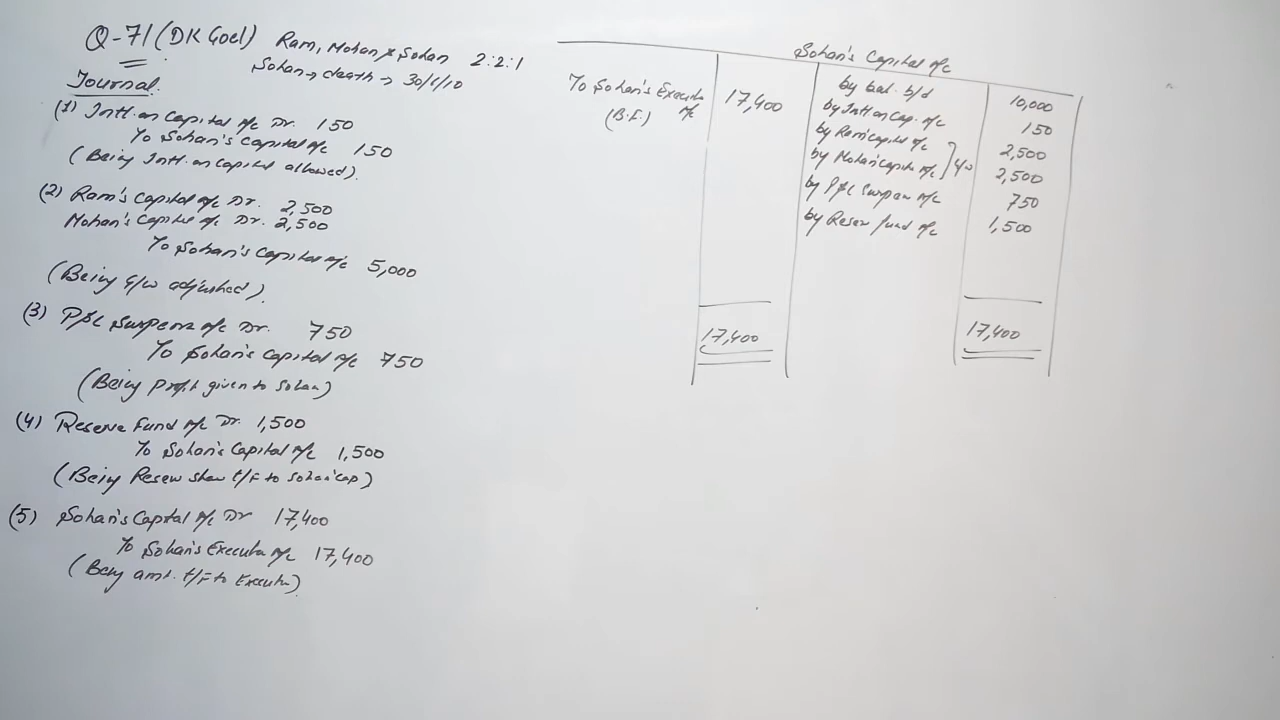 Q-71 (DK Goel) Ram, Mohan & Sohan 2:2:1
Sohan → death → 30/6/10
Journal.
(1) Intt. on Capital A/c Dr. 150
To Sohan's Capital A/c 150
(Being Intt. on capital allowed).
(2) Ram's Capital A/c Dr. 2,500
Mohan's Capital A/c Dr. 2,500
To Sohan's Capital A/c 5,000
(Being G/w adjusted).
(3) P&L Suspense A/c Dr. 750
To Sohan's Capital A/c 750
(Being Profit given to Sohan)
(4) Reserve Fund A/c Dr. 1,500
To Sohan's Capital A/c 1,500
(Being Reserve share t/f to Sohan's cap)
(5) Sohan's Capital A/c Dr 17,400
To Sohan's Executor A/c 17,400
(Being amt. t/f to Executor)
Sohan's Capital A/c
To Sohan's Executor A/c 17,400
(B.F.)
by bal. b/d 10,000
by Intt on Cap. A/c 150
by Ram's capital A/c 2,500
by Mohan's capital A/c 2,500
G/w
by P&L Suspense A/c 750
by Reserve fund A/c 1,500
17,400 17,400